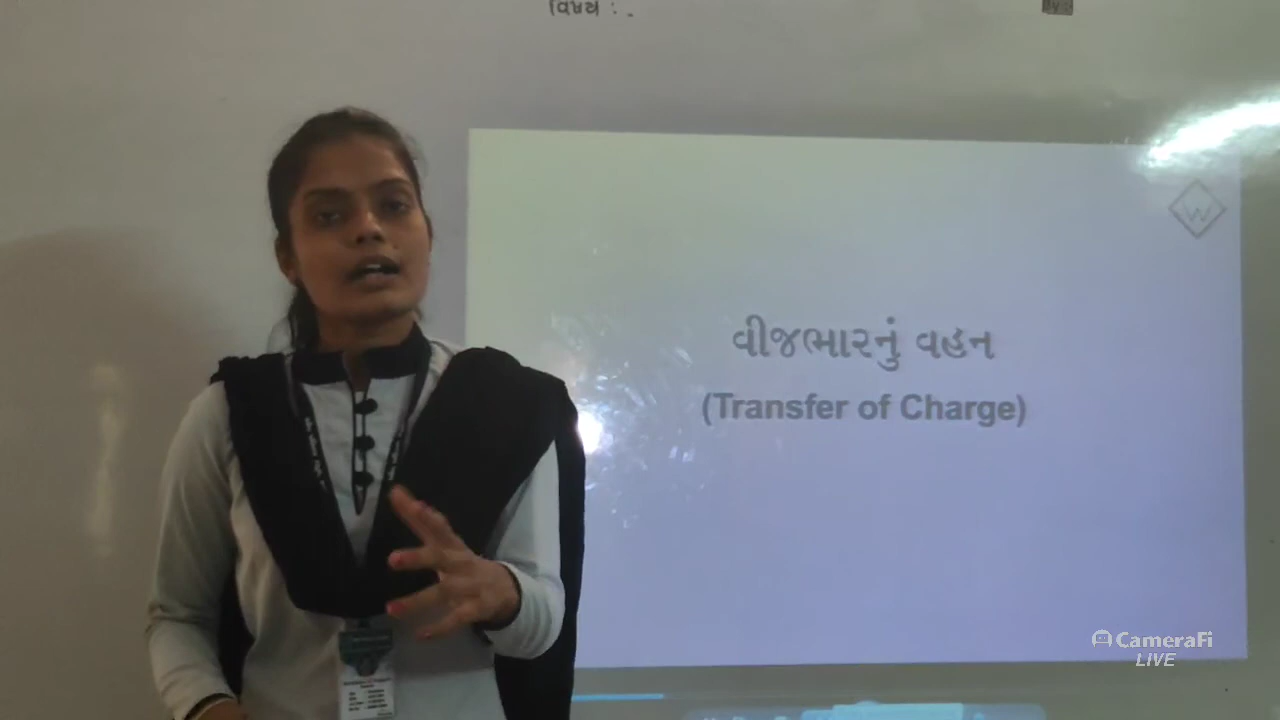 વિષય : .
વીજભારનું વહન
(Transfer of Charge)
CameraFi
LIVE